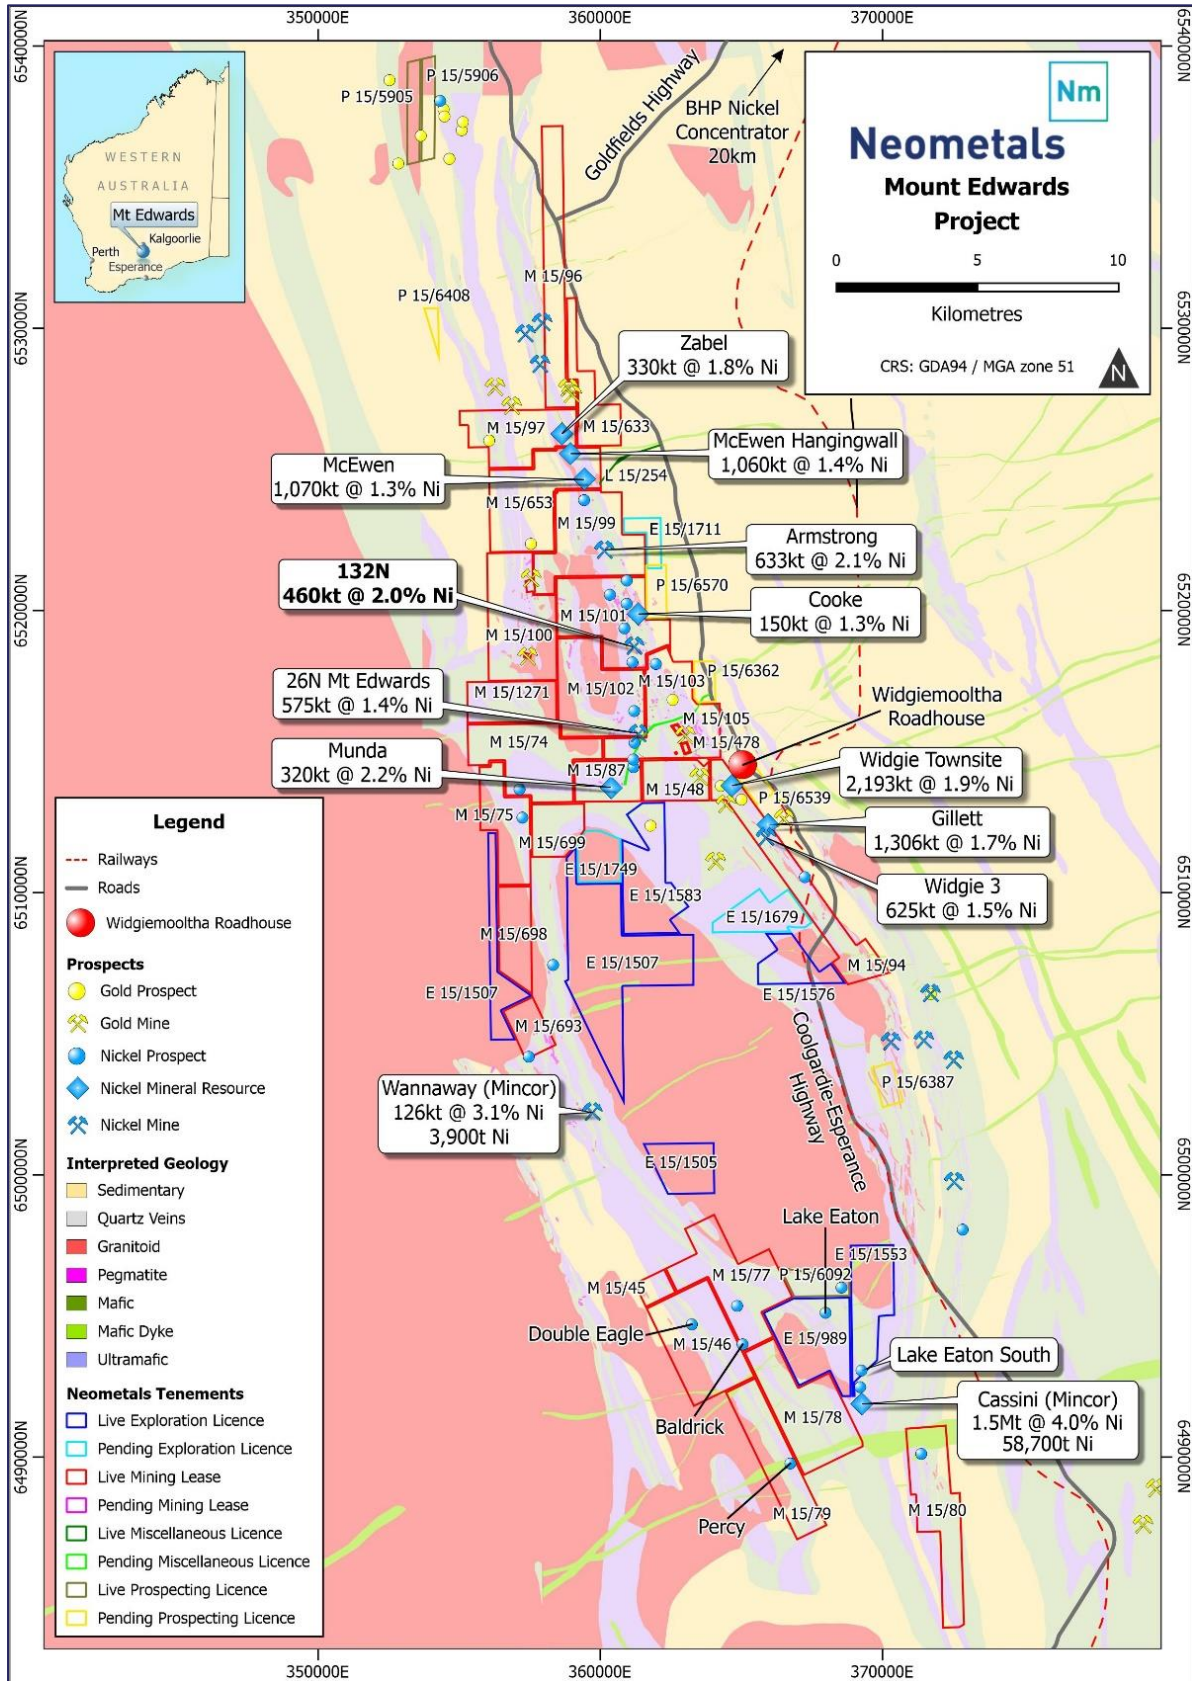 350000E
360000E
370000E
6540000N
6530000N
6520000N
6510000N
6500000N
6490000N
6540000N
6530000N
6520000N
6510000N
6500000N
6490000N
350000E
360000E
370000E
WESTERN
AUSTRALIA
Mt Edwards
Perth
Kalgoorlie
Esperance
Nm
Neometals
Mount Edwards
Project
0
5
10
Kilometres
CRS: GDA94 / MGA zone 51
N
Goldfields Highway
BHP Nickel
Concentrator
20km
P 15/5906
P 15/5905
M 15/96
P 15/6408
Zabel
330kt @ 1.8% Ni
M 15/97
M 15/633
McEwen Hangingwall
1,060kt @ 1.4% Ni
McEwen
1,070kt @ 1.3% Ni
L 15/254
M 15/653
M 15/99
E 15/1711
Armstrong
633kt @ 2.1% Ni
132N
460kt @ 2.0% Ni
P 15/6570
Cooke
150kt @ 1.3% Ni
M 15/101
M 15/100
M 15/103
P 15/6362
26N Mt Edwards
575kt @ 1.4% Ni
M 15/1271
M 15/102
Widgiemooltha
Roadhouse
M 15/105
M 15/478
M 15/74
Munda
320kt @ 2.2% Ni
M 15/87
M 15/48
Widgie Townsite
2,193kt @ 1.9% Ni
P 15/6539
M 15/75
M 15/699
Gillett
1,306kt @ 1.7% Ni
E 15/1749
E 15/1583
Widgie 3
625kt @ 1.5% Ni
E 15/1679
M 15/698
E 15/1507
M 15/94
E 15/1507
E 15/1576
M 15/693
Coolgardie-Esperance
Highway
P 15/6387
Wannaway (Mincor)
126kt @ 3.1% Ni
3,900t Ni
E 15/1505
Lake Eaton
E 15/1553
M 15/77
P 15/6092
M 15/45
Double Eagle
M 15/46
E 15/989
Lake Eaton South
Cassini (Mincor)
1.5Mt @ 4.0% Ni
58,700t Ni
Baldrick
M 15/78
Percy
M 15/79
M 15/80
Legend
Railways
Roads
Widgiemooltha Roadhouse
Prospects
Gold Prospect
Gold Mine
Nickel Prospect
Nickel Mineral Resource
Nickel Mine
Interpreted Geology
Sedimentary
Quartz Veins
Granitoid
Pegmatite
Mafic
Mafic Dyke
Ultramafic
Neometals Tenements
Live Exploration Licence
Pending Exploration Licence
Live Mining Lease
Pending Mining Lease
Live Miscellaneous Licence
Pending Miscellaneous Licence
Live Prospecting Licence
Pending Prospecting Licence